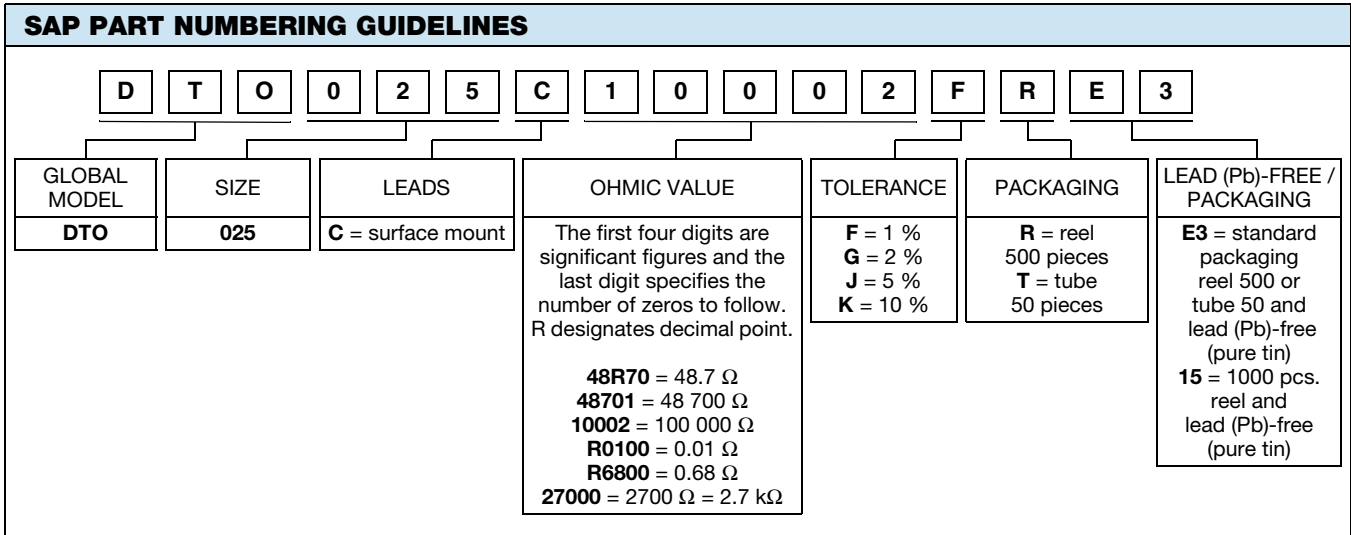 SAP PART NUMBERING GUIDELINES
D T O 0 2 5 C 1 0 0 0 2 F R E 3
GLOBAL
MODEL
DTO
SIZE
025
LEADS
C = surface mount
OHMIC VALUE
The first four digits are
significant figures and the
last digit specifies the
number of zeros to follow.
R designates decimal point.
48R70 = 48.7 Ω
48701 = 48 700 Ω
10002 = 100 000 Ω
R0100 = 0.01 Ω
R6800 = 0.68 Ω
27000 = 2700 Ω = 2.7 kΩ
TOLERANCE
F = 1 %
G = 2 %
J = 5 %
K = 10 %
PACKAGING
R = reel
500 pieces
T = tube
50 pieces
LEAD (Pb)-FREE /
PACKAGING
E3 = standard
packaging
reel 500 or
tube 50 and
lead (Pb)-free
(pure tin)
15 = 1000 pcs.
reel and
lead (Pb)-free
(pure tin)